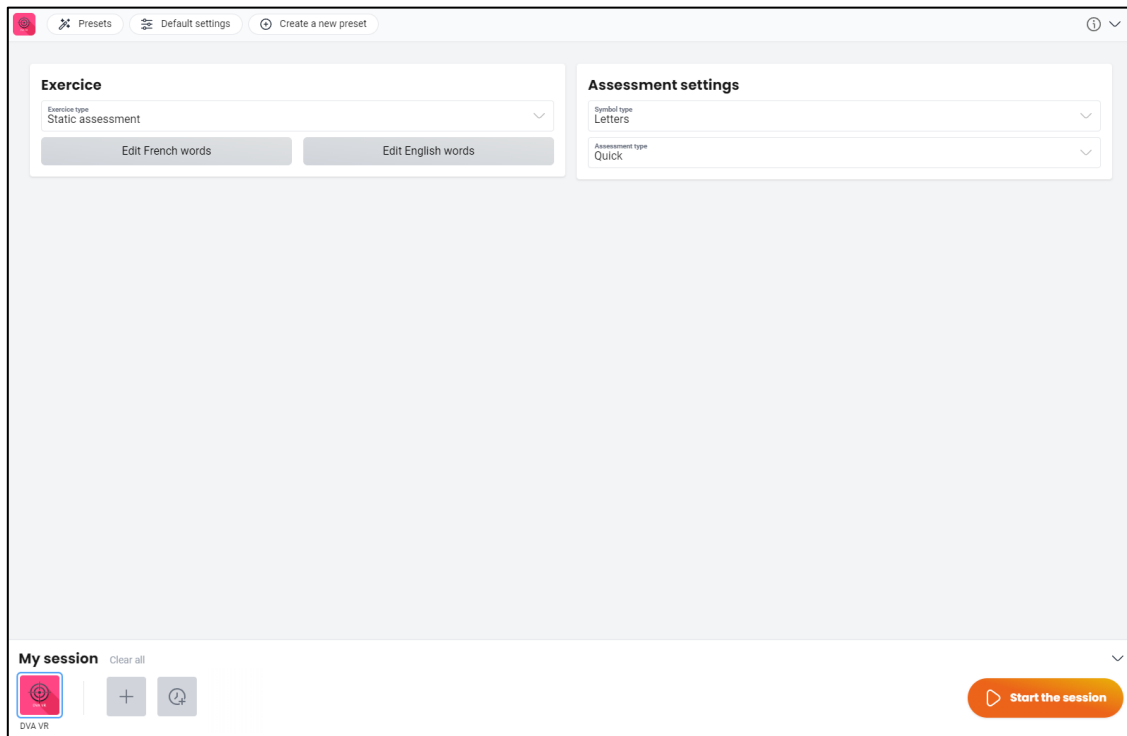 Presets
Default settings
Create a new preset
Exercice
Exercice type
Static assessment
Edit French words
Edit English words
Assessment settings
Symbol type
Letters
Assessment type
Quick
My session
Clear all
DVA VR
Start the session